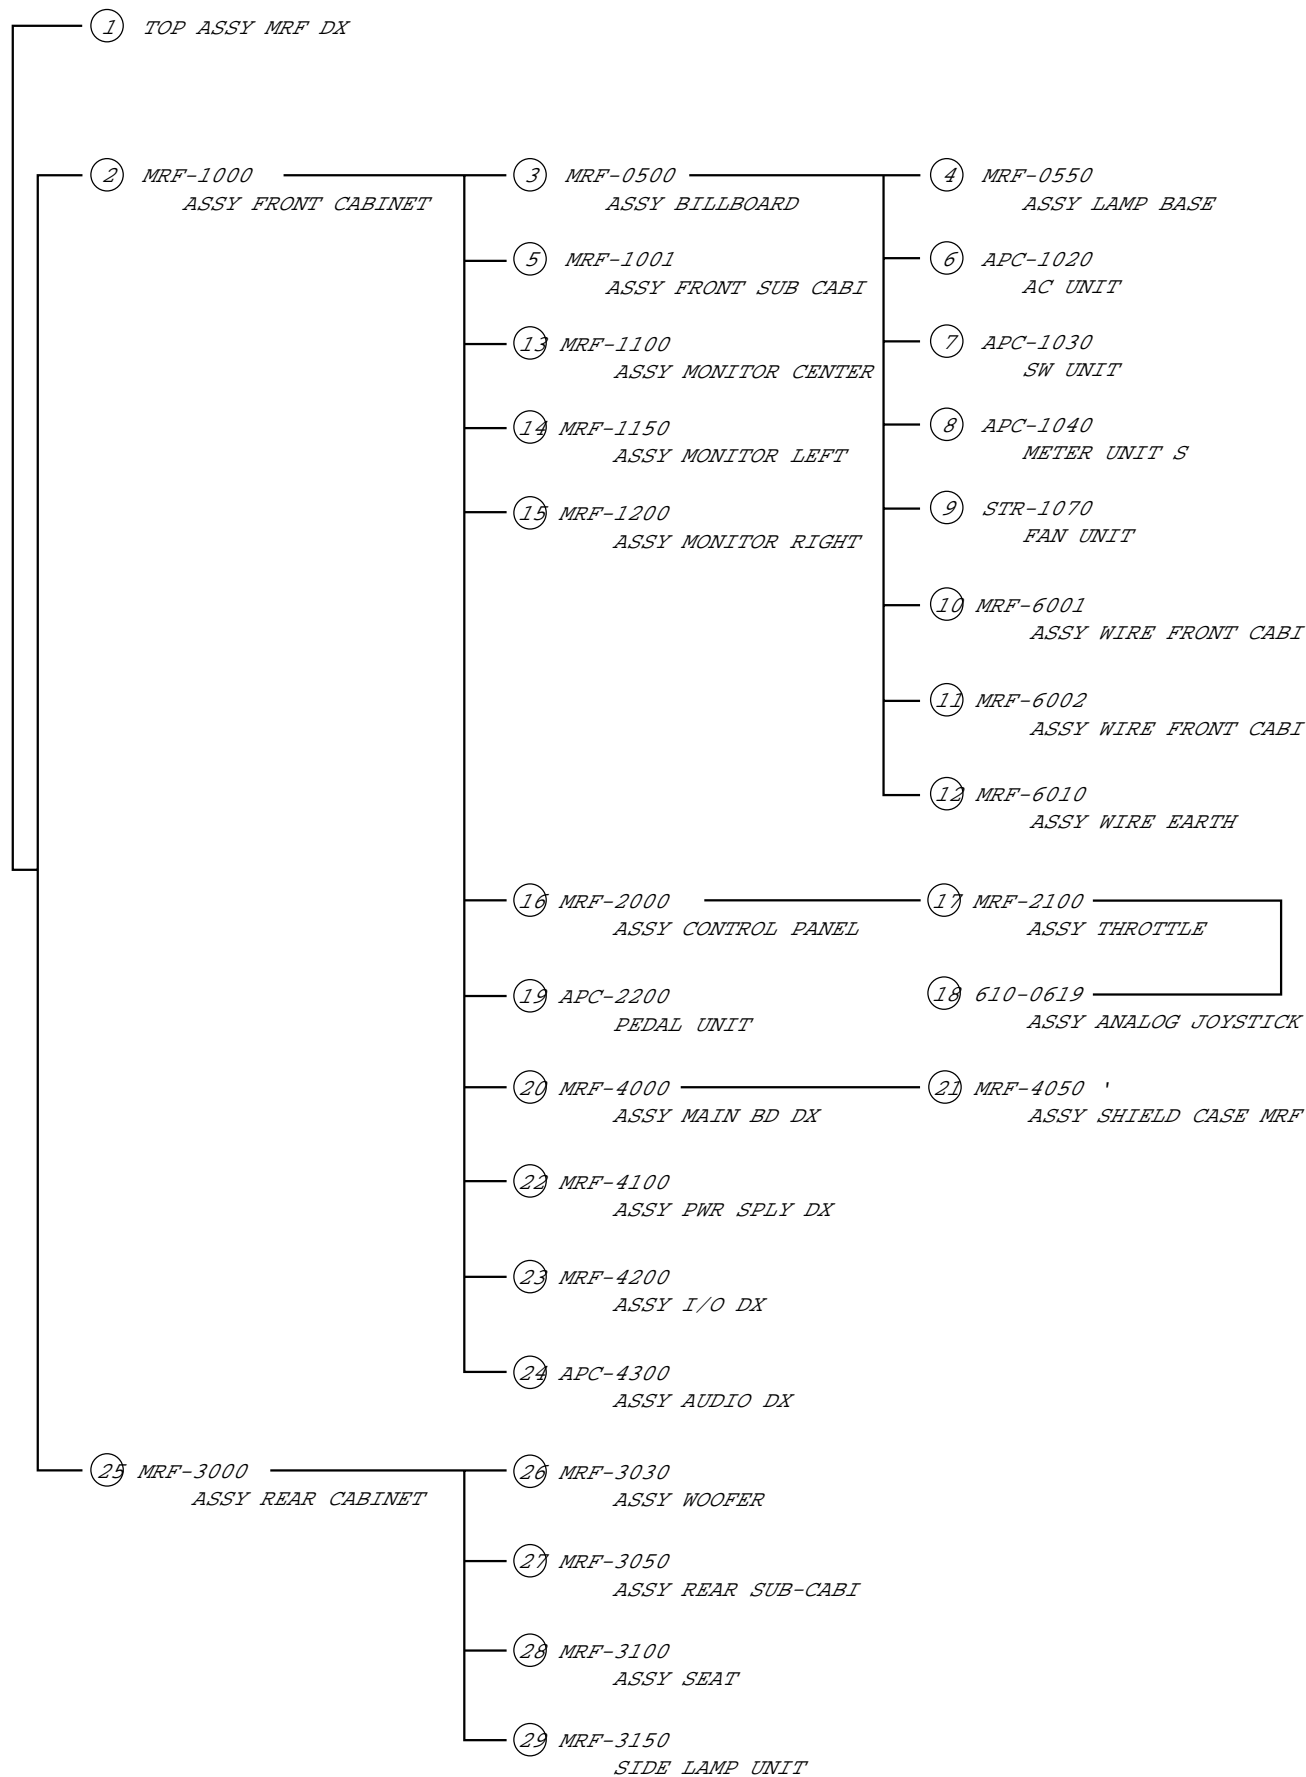 1 TOP ASSY MRF DX
2 MRF-1000
ASSY FRONT CABINET
3 MRF-0500
ASSY BILLBOARD
4 MRF-0550
ASSY LAMP BASE
5 MRF-1001
ASSY FRONT SUB CABI
6 APC-1020
AC UNIT
7 APC-1030
SW UNIT
8 APC-1040
METER UNIT S
9 STR-1070
FAN UNIT
10 MRF-6001
ASSY WIRE FRONT CABI
11 MRF-6002
ASSY WIRE FRONT CABI
12 MRF-6010
ASSY WIRE EARTH
13 MRF-1100
ASSY MONITOR CENTER
14 MRF-1150
ASSY MONITOR LEFT
15 MRF-1200
ASSY MONITOR RIGHT
16 MRF-2000
ASSY CONTROL PANEL
17 MRF-2100
ASSY THROTTLE
18 610-0619
ASSY ANALOG JOYSTICK
19 APC-2200
PEDAL UNIT
20 MRF-4000
ASSY MAIN BD DX
21 MRF-4050 '
ASSY SHIELD CASE MRF
22 MRF-4100
ASSY PWR SPLY DX
23 MRF-4200
ASSY I/O DX
24 APC-4300
ASSY AUDIO DX
25 MRF-3000
ASSY REAR CABINET
26 MRF-3030
ASSY WOOFER
27 MRF-3050
ASSY REAR SUB-CABI
28 MRF-3100
ASSY SEAT
29 MRF-3150
SIDE LAMP UNIT